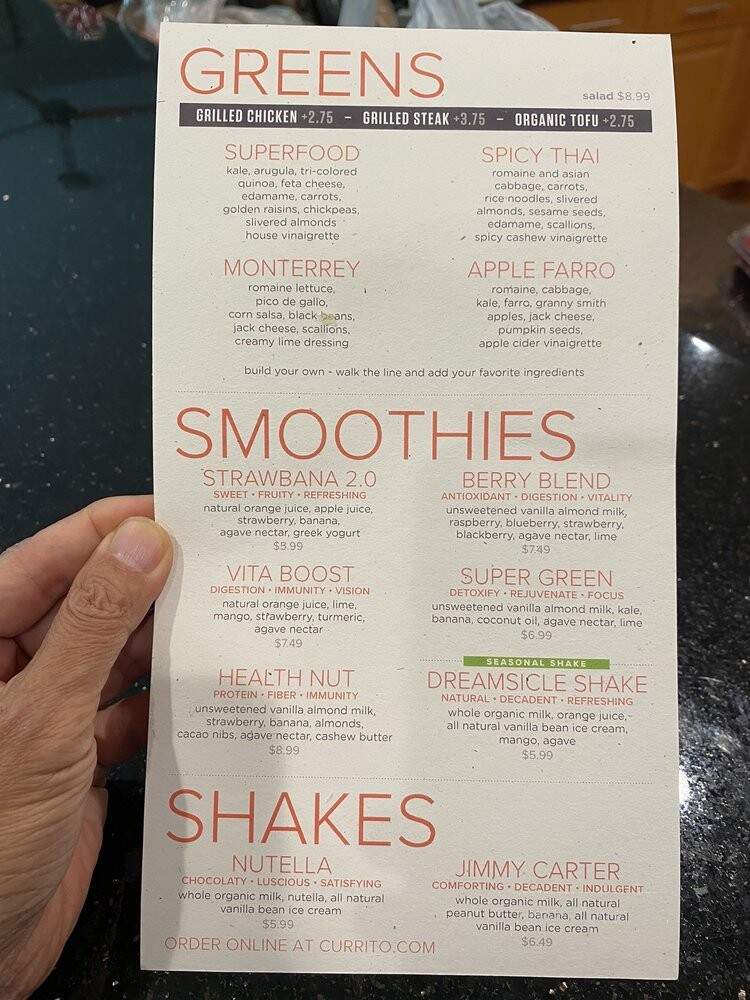 GREENS
salad $8.99
GRILLED CHICKEN +2.75 – GRILLED STEAK +3.75 – ORGANIC TOFU +2.75
SUPERFOOD
kale, arugula, tri-colored
quinoa, feta cheese,
edamame, carrots,
golden raisins, chickpeas,
slivered almonds
house vinaigrette
SPICY THAI
romaine and asian
cabbage, carrots,
rice noodles, slivered
almonds, sesame seeds,
edamame, scallions,
spicy cashew vinaigrette
MONTERREY
romaine lettuce,
pico de gallo,
corn salsa, black beans,
jack cheese, scallions,
creamy lime dressing
APPLE FARRO
romaine, cabbage,
kale, farro, granny smith
apples, jack cheese,
pumpkin seeds,
apple cider vinaigrette
build your own - walk the line and add your favorite ingredients
SMOOTHIES
STRAWBANA 2.0
SWEET • FRUITY • REFRESHING
natural orange juice, apple juice,
strawberry, banana,
agave nectar, greek yogurt
$5.99
BERRY BLEND
ANTIOXIDANT • DIGESTION • VITALITY
unsweetened vanilla almond milk,
raspberry, blueberry, strawberry,
blackberry, agave nectar, lime
$7.49
VITA BOOST
DIGESTION • IMMUNITY • VISION
natural orange juice, lime,
mango, strawberry, turmeric,
agave nectar
$7.49
SUPER GREEN
DETOXIFY • REJUVENATE • FOCUS
unsweetened vanilla almond milk, kale,
banana, coconut oil, agave nectar, lime
$6.99
HEALTH NUT
PROTEIN • FIBER • IMMUNITY
unsweetened vanilla almond milk,
strawberry, banana, almonds,
cacao nibs, agave nectar, cashew butter
$8.99
SEASONAL SHAKE
DREAMSICLE SHAKE
NATURAL • DECADENT • REFRESHING
whole organic milk, orange juice,
all natural vanilla bean ice cream,
mango, agave
$5.99
SHAKES
NUTELLA
CHOCOLATY • LUSCIOUS • SATISFYING
whole organic milk, nutella, all natural
vanilla bean ice cream
$5.99
JIMMY CARTER
COMFORTING • DECADENT • INDULGENT
whole organic milk, all natural
peanut butter, banana, all natural
vanilla bean ice cream
$6.49
ORDER ONLINE AT CURRITO.COM